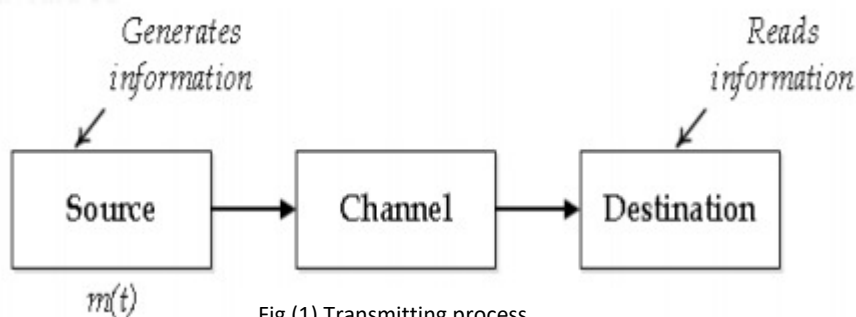 Generates
information
Reads
information
Source
Channel
Destination
m(t)
Fig (1) Transmitting process